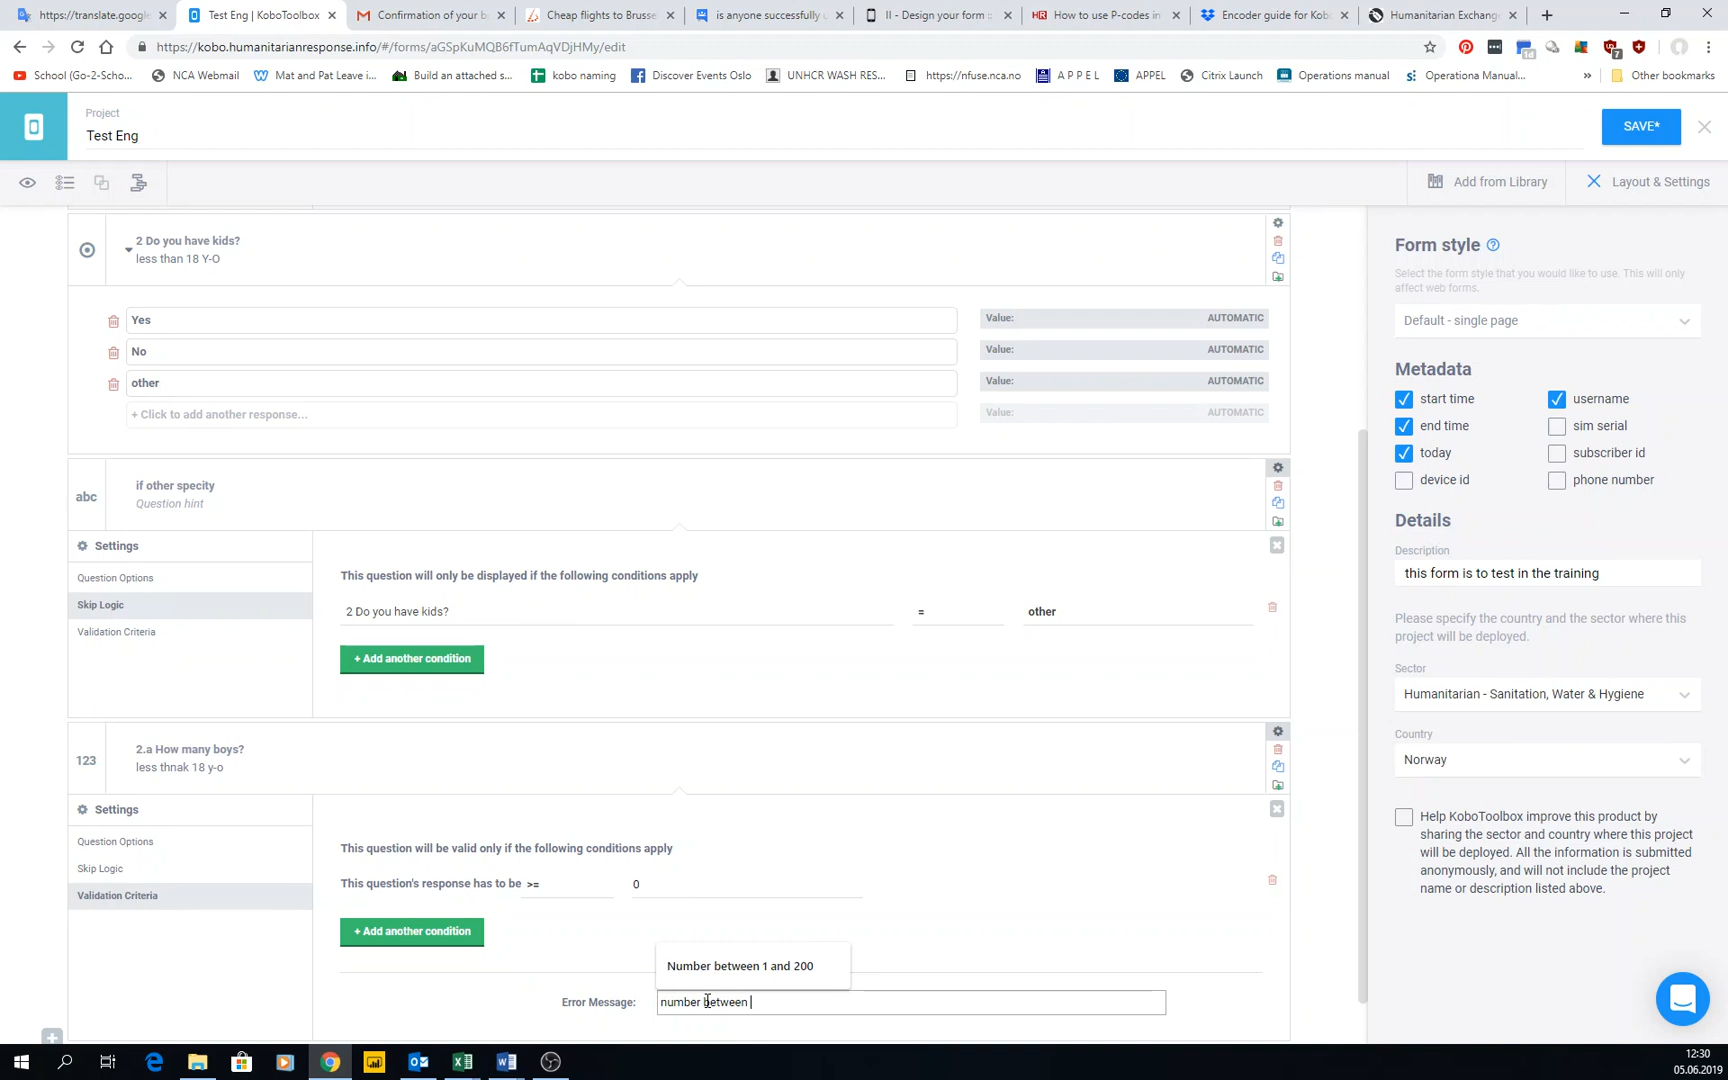 https://translate.google
Test Eng | KoboToolbox
Confirmation of your b
Cheap flights to Brusse
is anyone successfully u
II - Design your form
How to use P-codes in
Encoder guide for Kob
Humanitarian Exchang
https://kobo.humanitarianresponse.info/#/forms/aGSpKuMQB6fTumAqVDjHMy/edit
School (Go-2-Scho...
NCA Webmail
Mat and Pat Leave i...
Build an attached s...
kobo naming
Discover Events Oslo
UNHCR WASH RES...
https://nfuse.nca.no
A P P E L
APPEL
Citrix Launch
Operations manual
Operationa Manual...
Other bookmarks
Project
Test Eng
SAVE*
Add from Library
Layout & Settings
2 Do you have kids?
less than 18 Y-O
Yes
Value: AUTOMATIC
No
Value: AUTOMATIC
other
Value: AUTOMATIC
+ Click to add another response...
Value: AUTOMATIC
abc
if other specity
Question hint
Settings
Question Options
Skip Logic
Validation Criteria
This question will only be displayed if the following conditions apply
2 Do you have kids? = other
+ Add another condition
123
2.a How many boys?
less thnak 18 y-o
Settings
Question Options
Skip Logic
Validation Criteria
This question will be valid only if the following conditions apply
This question's response has to be >= 0
+ Add another condition
Number between 1 and 200
Error Message: number between
Form style
Select the form style that you would like to use. This will only
affect web forms.
Default - single page
Metadata
start time
username
end time
sim serial
today
subscriber id
device id
phone number
Details
Description
this form is to test in the training
Please specify the country and the sector where this
project will be deployed.
Sector
Humanitarian - Sanitation, Water & Hygiene
Country
Norway
Help KoboToolbox improve this product by
sharing the sector and country where this project
will be deployed. All the information is submitted
anonymously, and will not include the project
name or description listed above.
12:30
05.06.2019